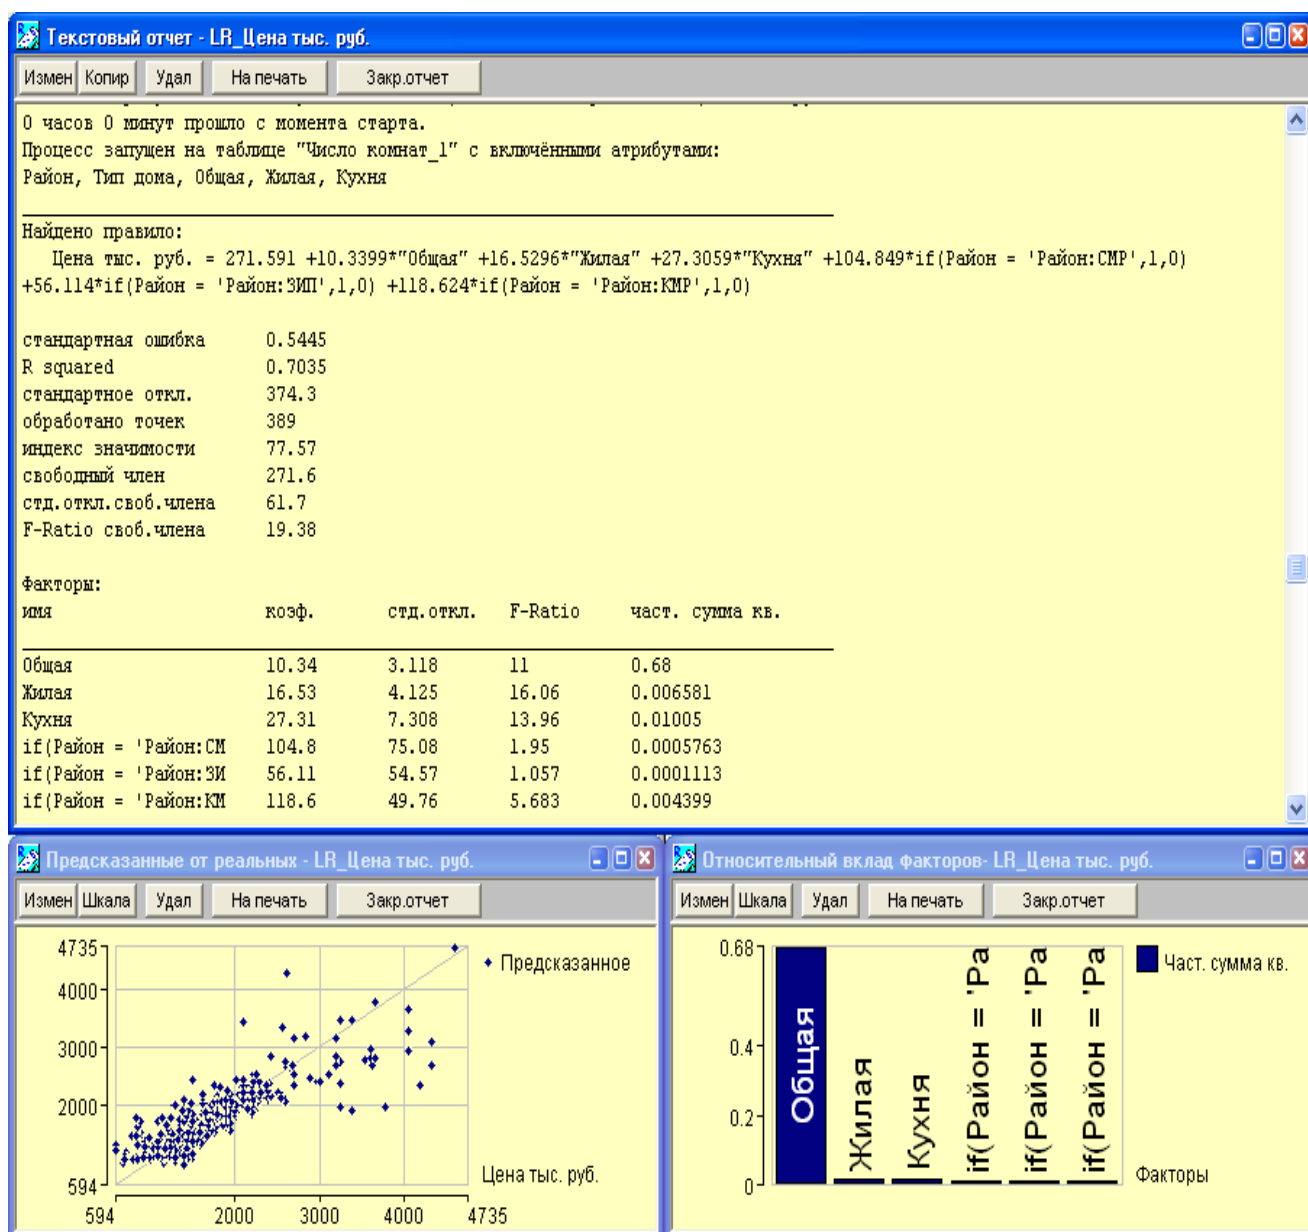 Текстовый отчет - LR_Цена тыс. руб.
Измен Копир Удал На печать Закр.отчет
0 часов 0 минут прошло с момента старта.
Процесс запущен на таблице "Число комнат_1" с включёнными атрибутами:
Район, Тип дома, Общая, Жилая, Кухня
Найдено правило:
Цена тыс. руб. = 271.591 +10.3399*"Общая" +16.5296*"Жилая" +27.3059*"Кухня" +104.849*if(Район = 'Район:СМР',1,0)
+56.114*if(Район = 'Район:ЗИП',1,0) +118.624*if(Район = 'Район:КМР',1,0)
стандартная ошибка 0.5445
R squared 0.7035
стандартное откл. 374.3
обработано точек 389
индекс значимости 77.57
свободный член 271.6
стд.откл.своб.члена 61.7
F-Ratio своб.члена 19.38
Факторы:
имя коэф. стд.откл. F-Ratio част. сумма кв.
Общая 10.34 3.118 11 0.68
Жилая 16.53 4.125 16.06 0.006581
Кухня 27.31 7.308 13.96 0.01005
if(Район = 'Район:СМ 104.8 75.08 1.95 0.0005763
if(Район = 'Район:ЗИ 56.11 54.57 1.057 0.0001113
if(Район = 'Район:КМ 118.6 49.76 5.683 0.004399
Предсказанные от реальных - LR_Цена тыс. руб.
Измен Шкала Удал На печать Закр.отчет
4735
4000
3000
2000
594
Предсказанное
Цена тыс. руб.
594 2000 3000 4000 4735
Относительный вклад факторов- LR_Цена тыс. руб.
Измен Шкала Удал На печать Закр.отчет
0.68
0.4
0.2
0
Общая
Жилая
Кухня
if(Район = 'Ра
if(Район = 'Ра
if(Район = 'Ра
Част. сумма кв.
Факторы